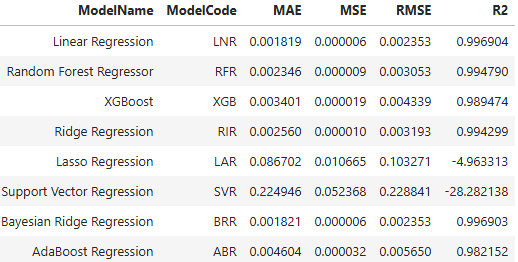 ModelName ModelCode MAE MSE RMSE R2
Linear Regression LNR 0.001819 0.000006 0.002353 0.996904
Random Forest Regressor RFR 0.002346 0.000009 0.003053 0.994790
XGBoost XGB 0.003401 0.000019 0.004339 0.989474
Ridge Regression RIR 0.002560 0.000010 0.003193 0.994299
Lasso Regression LAR 0.086702 0.010665 0.103271 -4.963313
Support Vector Regression SVR 0.224946 0.052368 0.228841 -28.282138
Bayesian Ridge Regression BRR 0.001821 0.000006 0.002353 0.996903
AdaBoost Regression ABR 0.004604 0.000032 0.005650 0.982152